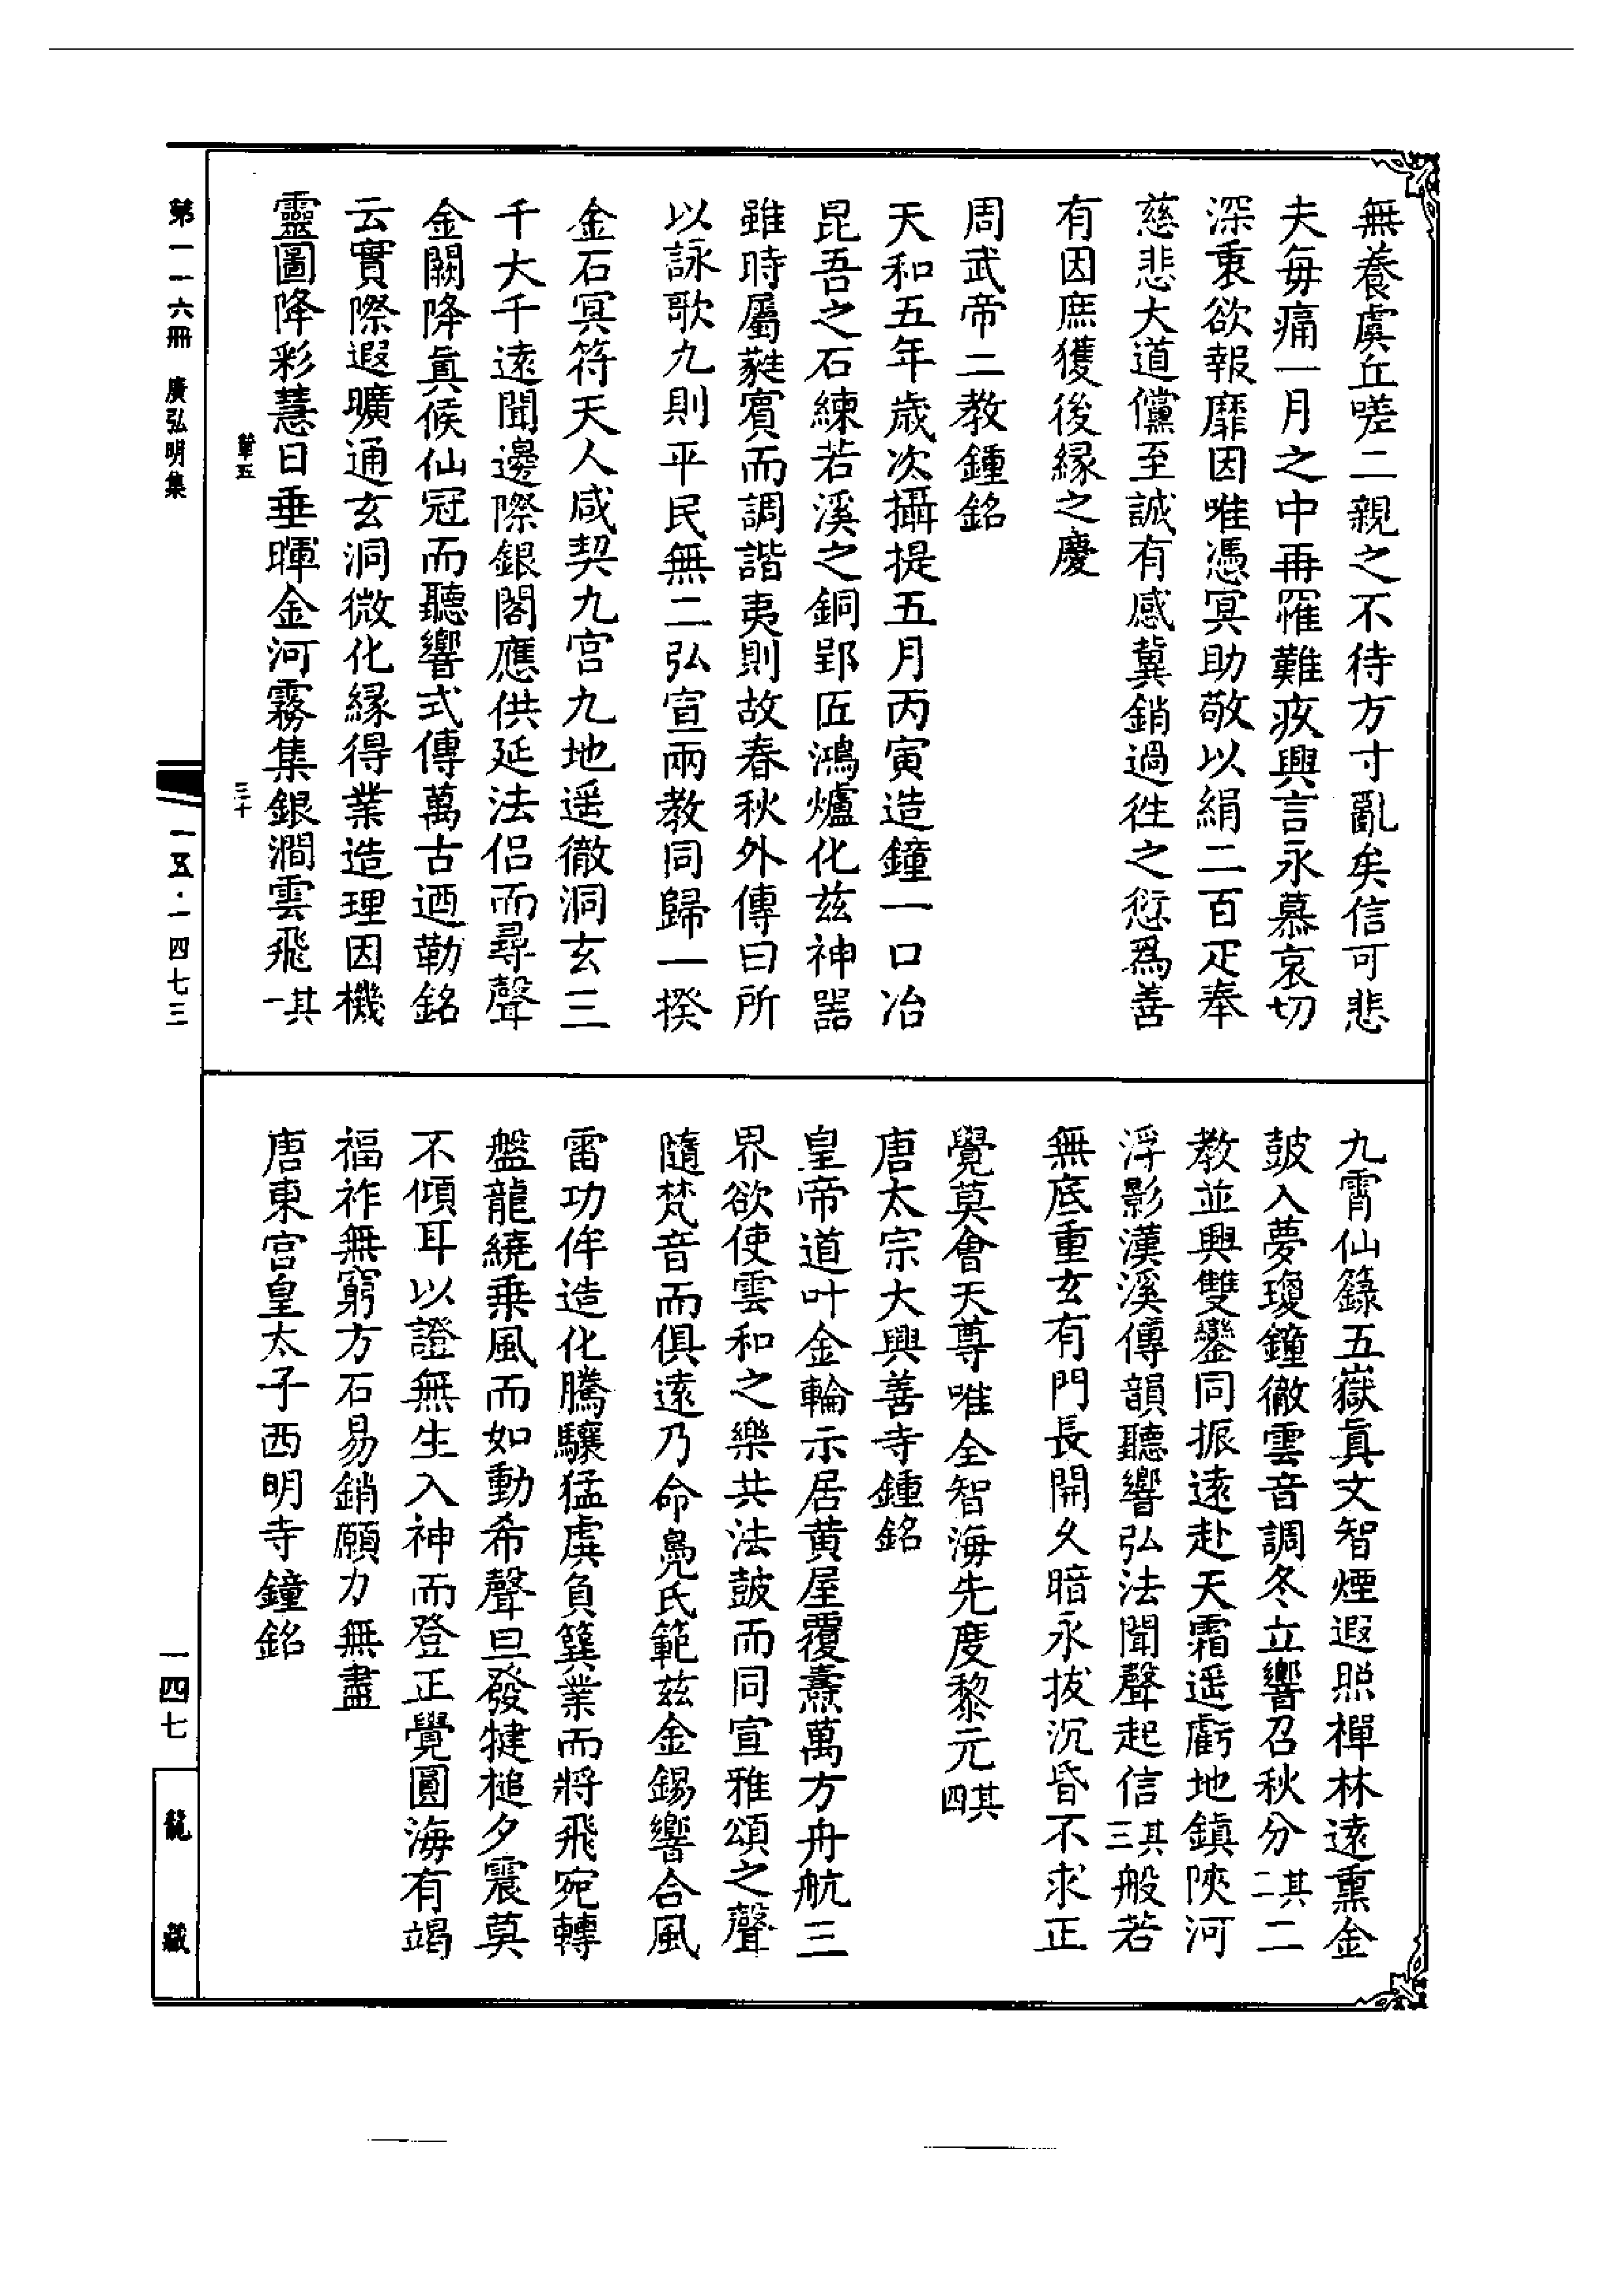 無養虞丘嗟二親之不待方寸亂矣信可悲
夫每痛一月之中再罹難疚興言永慕哀切
深衷欲報靡因唯憑冥助敬以絹二百疋奉
慈悲大道儻至誠有感冀銷過徃之愆爲善
有因庶獲後緣之慶
周武帝二教鍾銘
天和五年歲次攝提五月丙寅造鐘一口冶
昆吾之石練若溪之銅郢匠鴻爐化茲神器
雖時屬蕤賓而調諧夷則故春秋外傳曰所
以詠歌九則平民無二弘宣兩教同歸一揆
金石冥符天人咸契九宮九地遥徹洞玄三
千大千遠聞邊際銀閣應供延法侣而尋聲
金闕降眞候仙冠而聽響式傳萬古迺勒銘
云實際遐曠通玄洞微化緣得業造理因機
靈圖降彩慧日垂暉金河霧集銀澗雲飛其一
肈五
三十
九霄仙籙五嶽眞文智煙遐照禪林遠熏金
鼓入夢瓊鐘徹雲音調冬立響召秋分其二二
教並興雙鑾同振遠赴天霜遥虧地鎮陝河
浮影漢溪傳韻聽響弘法聞聲起信其三般若
無底重玄有門長開久暗永拔沉昏不求正
覺莫會天尊唯全智海先度黎元其四
唐太宗大興善寺鍾銘
皇帝道叶金輪示居黃屋覆燾萬方舟航三
界欲使雲和之樂共法鼓而同宣雅頌之聲
隨梵音而俱遠乃命鳧氏範茲金錫響合風
雷功侔造化騰驤猛虡負簨業而將飛宛轉
盤龍繞乗風而如動希聲旦發犍槌夕震莫
不傾耳以證無生入神而登正覺圓海有竭
福祚無窮方石易銷願力無盡
唐東宮皇太子西明寺鐘銘
第一一六冊　廣弘明集
一五·一四七三
一四七
龍藏